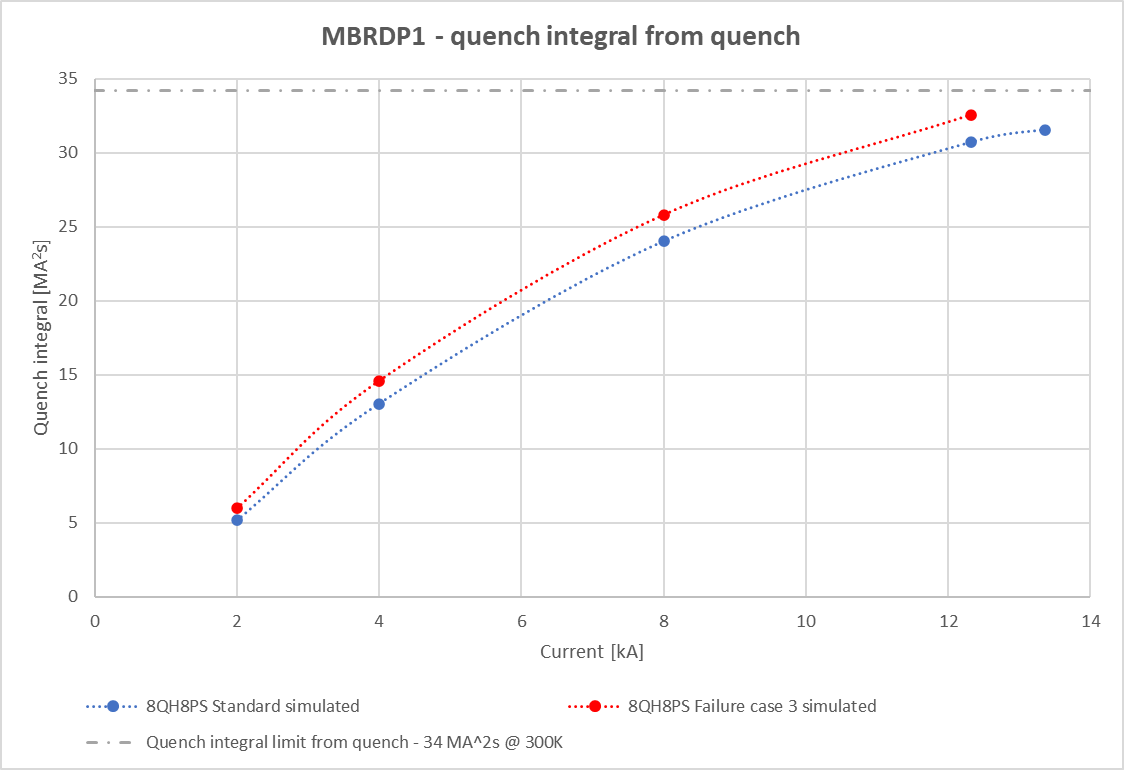 MBRDP1 - quench integral from quench
35
30
25
20
15
10
5
0
Quench integral [MA²s]
0 2 4 6 8 10 12 14
Current [kA]
8QH8PS Standard simulated
8QH8PS Failure case 3 simulated
Quench integral limit from quench - 34 MA^2s @ 300K